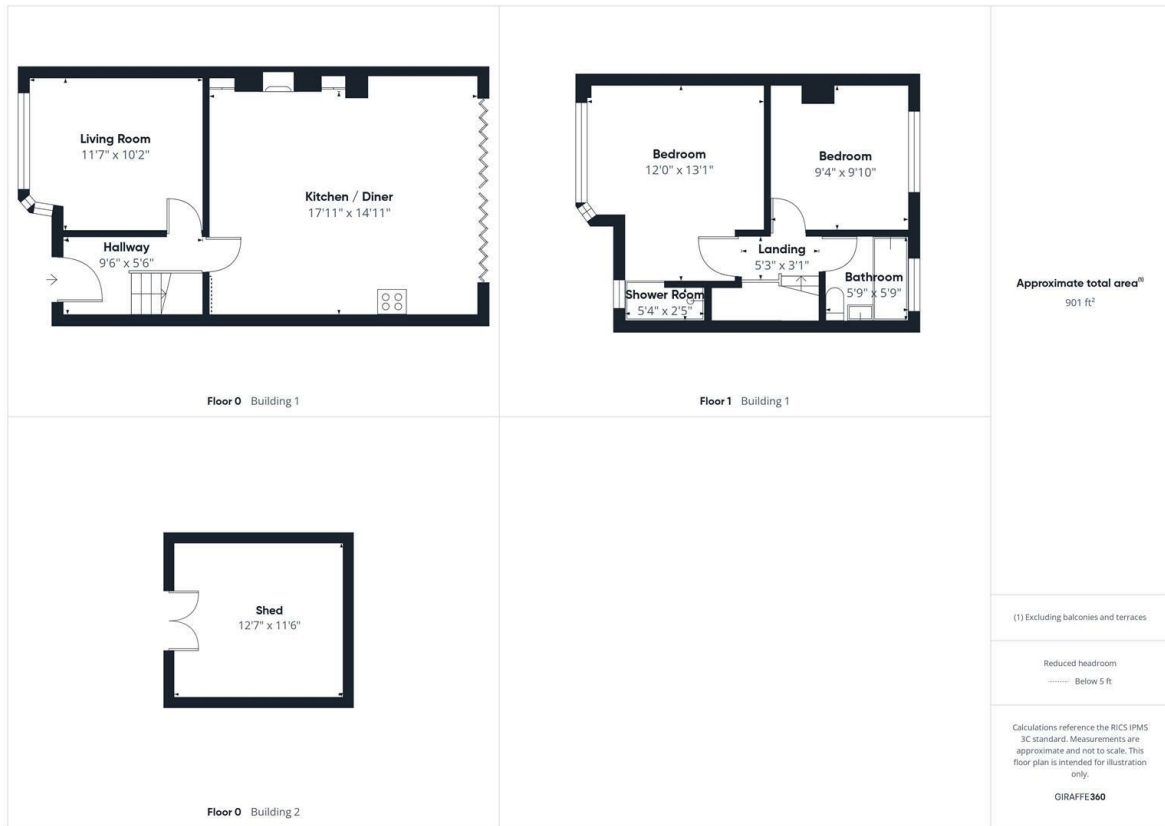 Living Room
11'7" x 10'2"
Kitchen / Diner
17'11" x 14'11"
Hallway
9'6" x 5'6"
Floor 0 Building 1
Bedroom
12'0" x 13'1"
Bedroom
9'4" x 9'10"
Landing
5'3" x 3'1"
Bathroom
5'9" x 5'9"
Shower Room
5'4" x 2'5"
Floor 1 Building 1
Shed
12'7" x 11'6"
Floor 0 Building 2
Approximate total area(1)
901 ft²
(1) Excluding balconies and terraces
Reduced headroom
Below 5 ft
Calculations reference the RICS IPMS
3C standard. Measurements are
approximate and not to scale. This
floor plan is intended for illustration
only.
GIRAFFE360